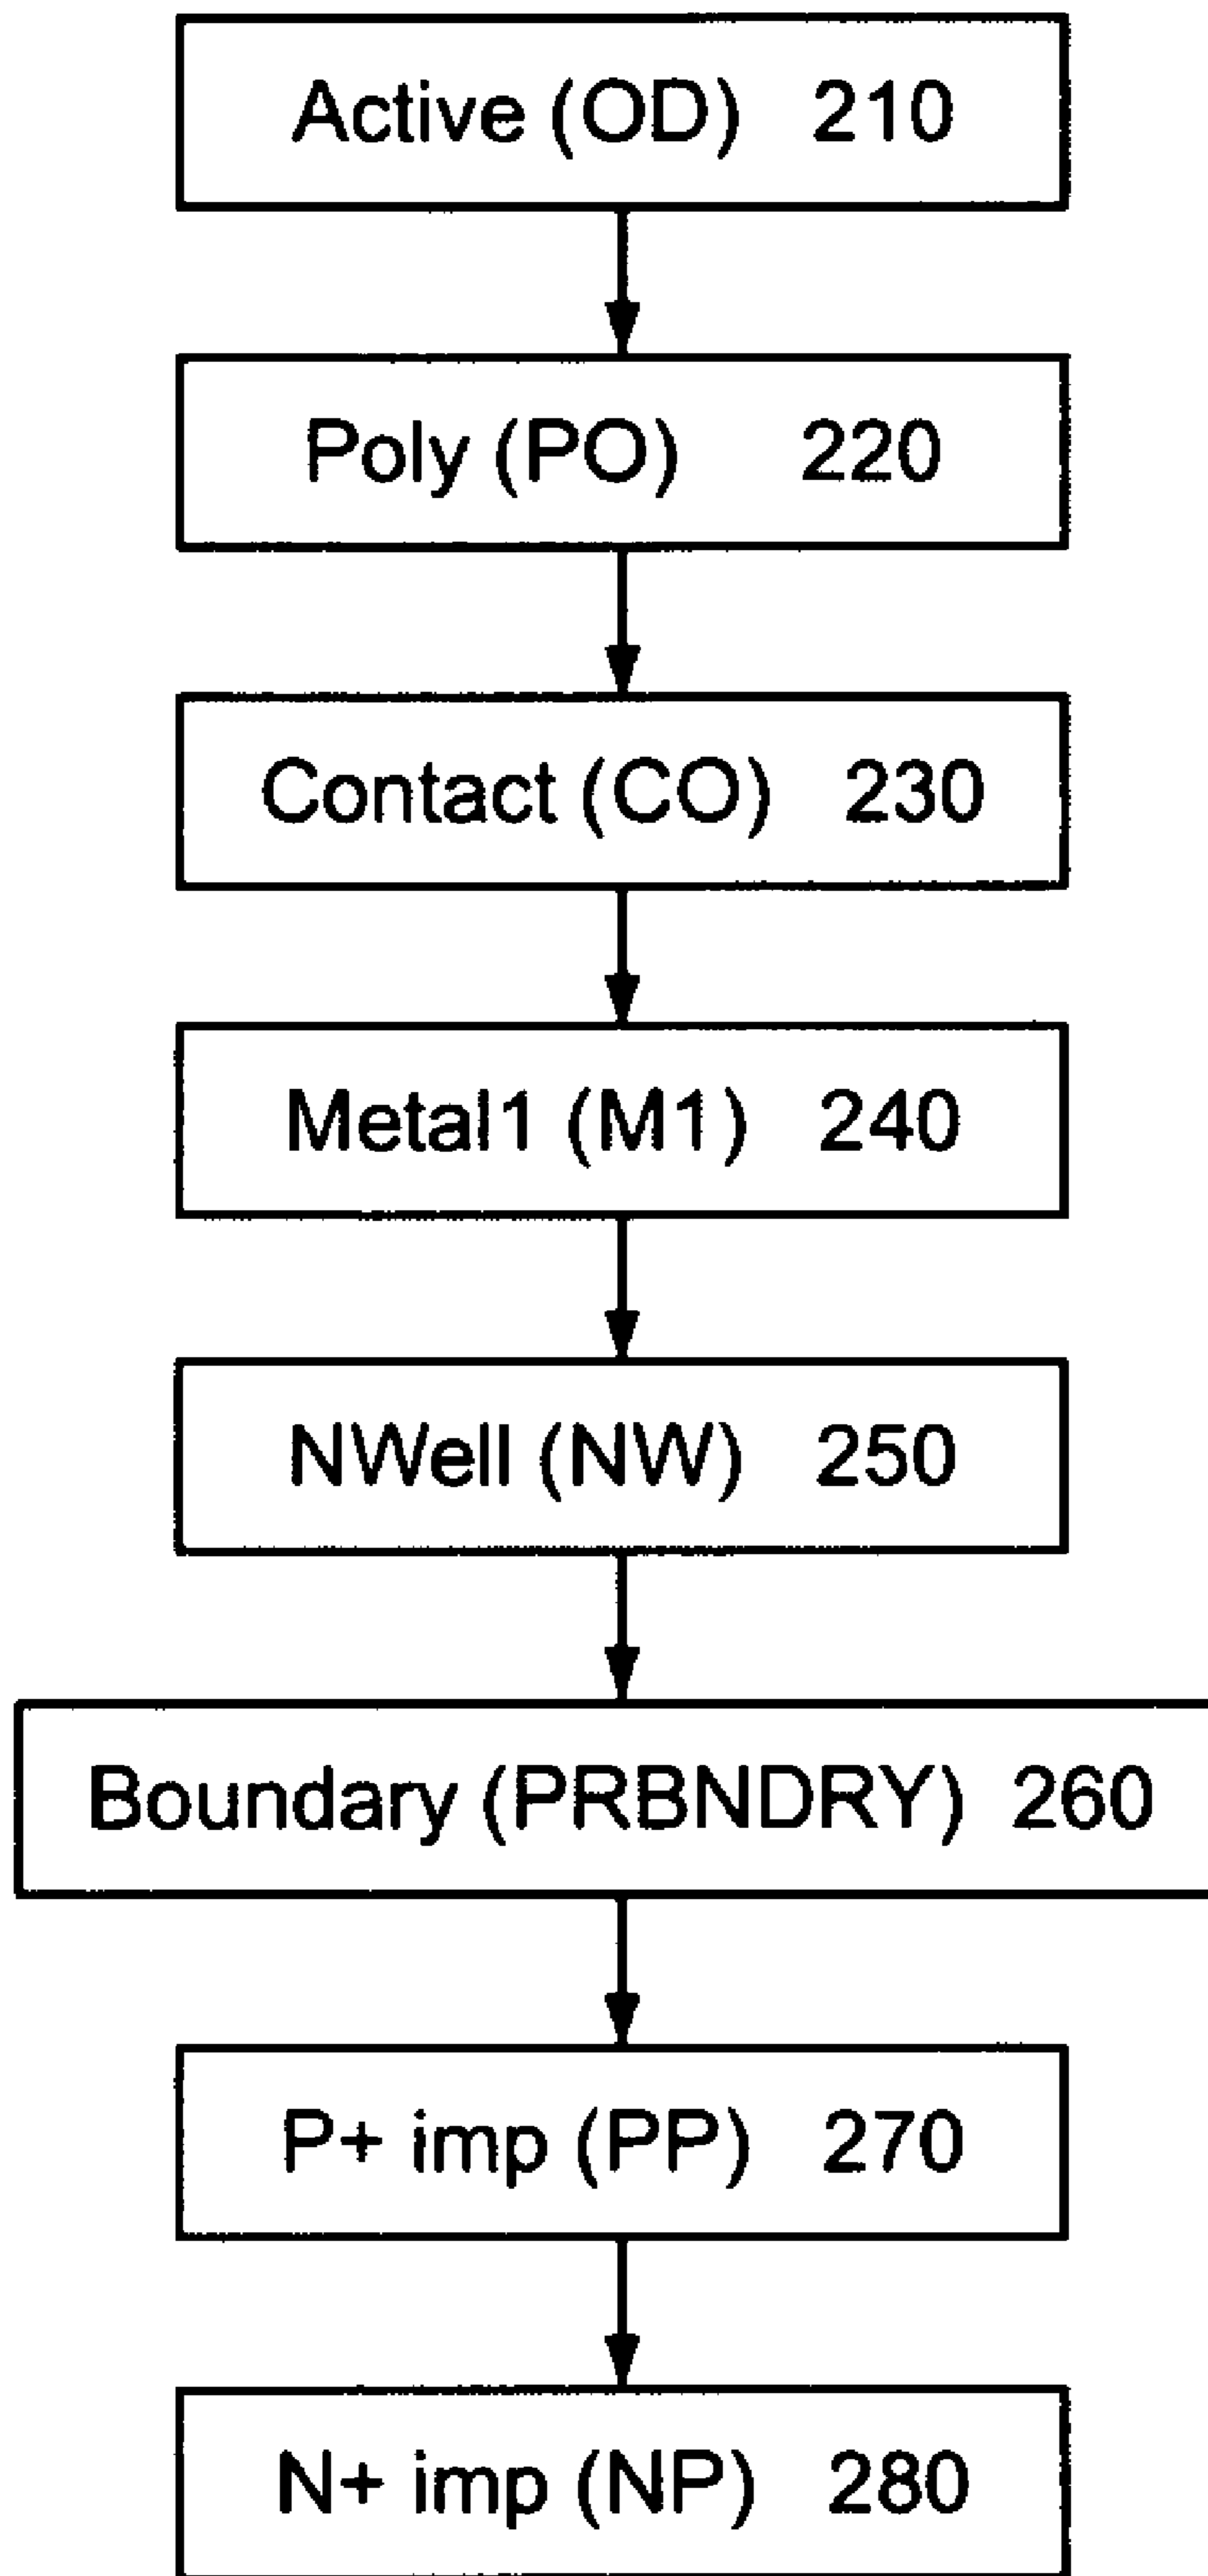 Active (OD) 210
Poly (PO) 220
Contact (CO) 230
Metal1 (M1) 240
NWell (NW) 250
Boundary (PRBNDRY) 260
P+ imp (PP) 270
N+ imp (NP) 280